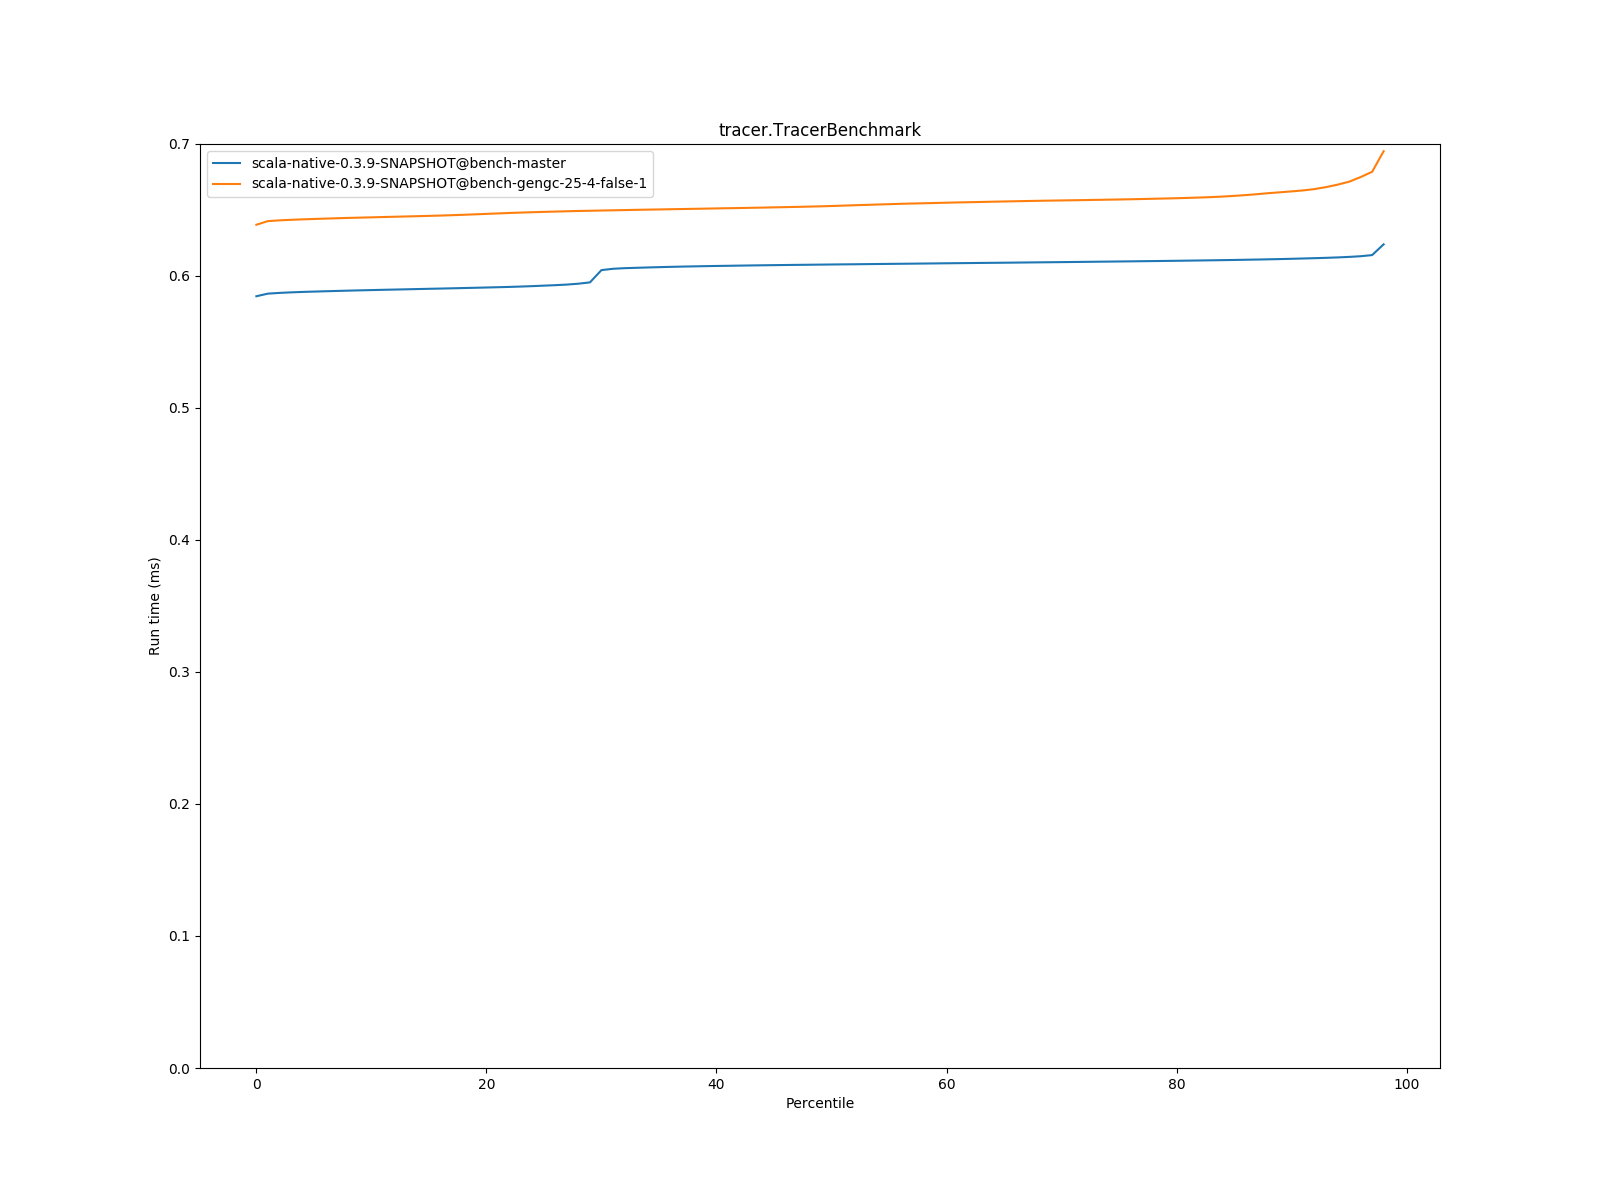 tracer.TracerBenchmark
scala-native-0.3.9-SNAPSHOT@bench-master
scala-native-0.3.9-SNAPSHOT@bench-gengc-25-4-false-1
0.7
0.6
0.5
0.4
0.3
0.2
0.1
0.0
Run time (ms)
0 20 40 60 80 100
Percentile